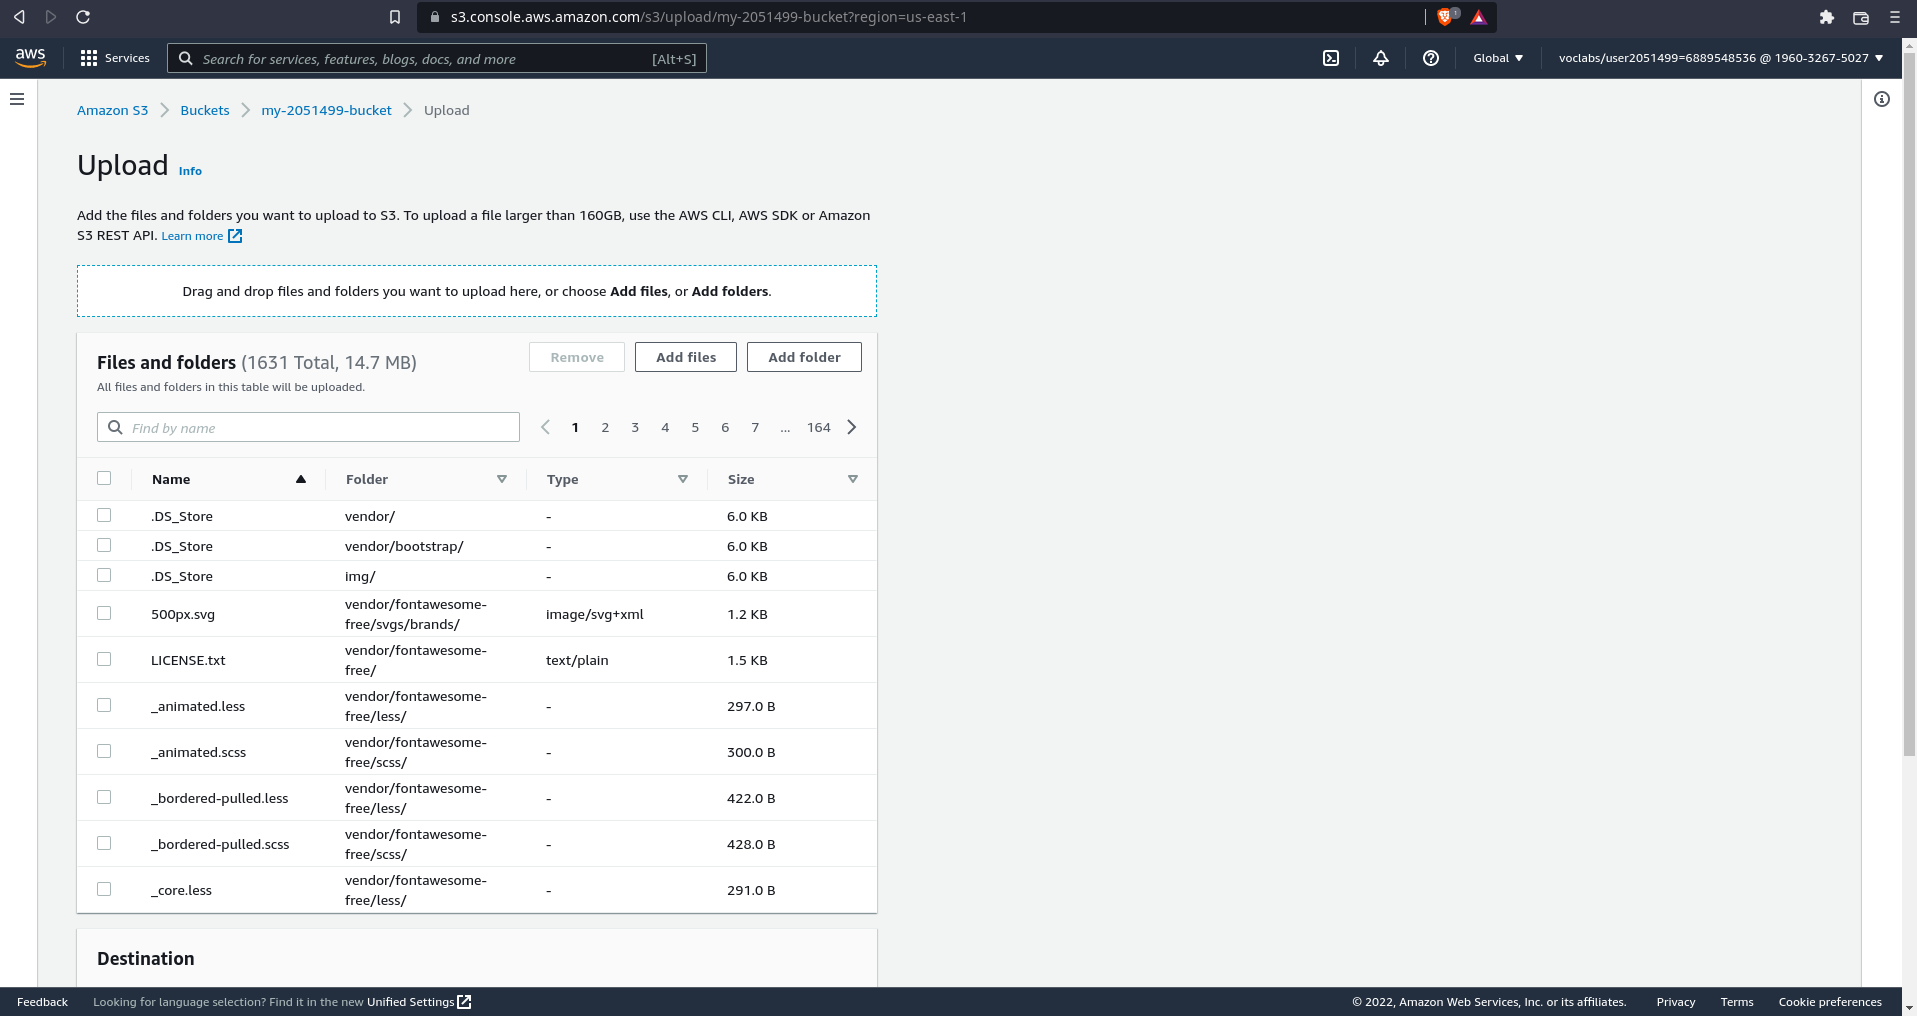 s3.console.aws.amazon.com/s3/upload/my-2051499-bucket?region=us-east-1
1
aws
Services
Search for services, features, blogs, docs, and more [Alt+S]
Global
voclabs/user2051499=6889548536 @ 1960-3267-5027
Amazon S3 Buckets my-2051499-bucket Upload
Upload Info
Add the files and folders you want to upload to S3. To upload a file larger than 160GB, use the AWS CLI, AWS SDK or Amazon
S3 REST API. Learn more
Drag and drop files and folders you want to upload here, or choose Add files, or Add folders.
Files and folders (1631 Total, 14.7 MB)
Remove Add files Add folder
All files and folders in this table will be uploaded.
Find by name
1 2 3 4 5 6 7 ... 164
Name Folder Type Size
.DS_Store vendor/ - 6.0 KB
.DS_Store vendor/bootstrap/ - 6.0 KB
.DS_Store img/ - 6.0 KB
500px.svg vendor/fontawesome-
free/svgs/brands/ image/svg+xml 1.2 KB
LICENSE.txt vendor/fontawesome-
free/ text/plain 1.5 KB
_animated.less vendor/fontawesome-
free/less/ - 297.0 B
_animated.scss vendor/fontawesome-
free/scss/ - 300.0 B
_bordered-pulled.less vendor/fontawesome-
free/less/ - 422.0 B
_bordered-pulled.scss vendor/fontawesome-
free/scss/ - 428.0 B
_core.less vendor/fontawesome-
free/less/ - 291.0 B
Destination
Feedback Looking for language selection? Find it in the new Unified Settings
© 2022, Amazon Web Services, Inc. or its affiliates. Privacy Terms Cookie preferences